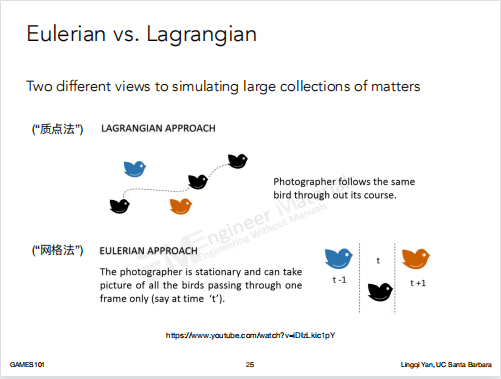 Eulerian vs. Lagrangian
Two different views to simulating large collections of matters
(“质点法”) LAGRANGIAN APPROACH
Photographer follows the same
bird through out its course.
Engineer Material
Engineering Without Manuals
(“网格法”) EULERIAN APPROACH
The photographer is stationary and can take
picture of all the birds passing through one
frame only (say at time ‘t’).
t
t -1
t +1
https://www.youtube.com/watch?v=iDIzLkic1pY
GAMES101 25 Lingqi Yan, UC Santa Barbara